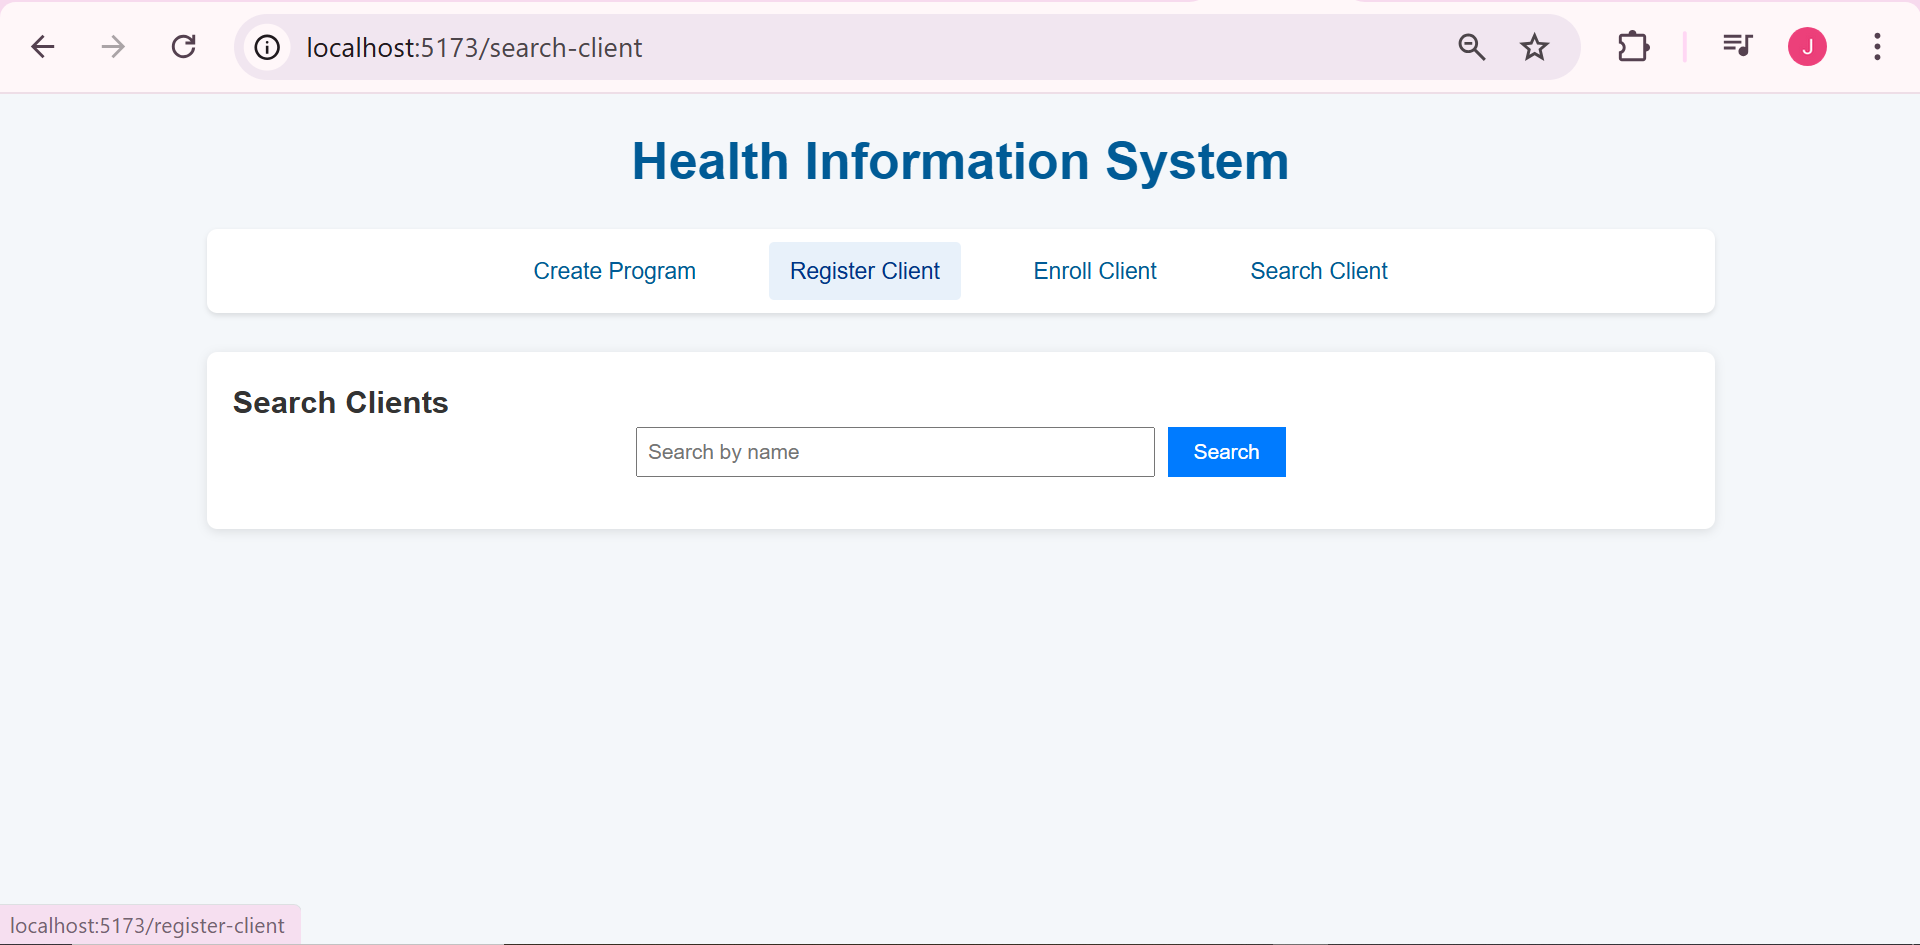 localhost:5173/search-client
J
Health Information System
Create Program Register Client Enroll Client Search Client
Search Clients
Search by name Search
localhost:5173/register-client